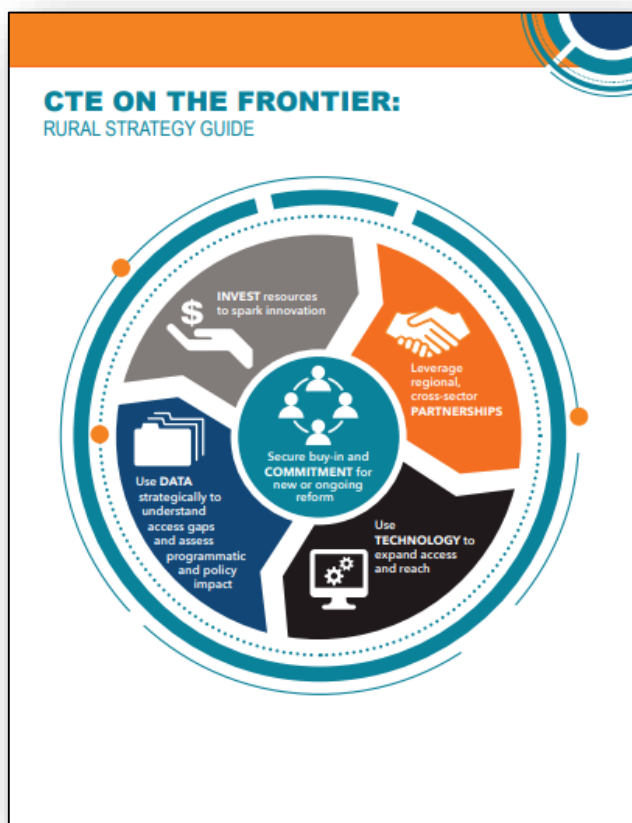 CTE ON THE FRONTIER:
RURAL STRATEGY GUIDE
INVEST resources
to spark innovation
$
Leverage
regional,
cross-sector
PARTNERSHIPS
Secure buy-in and
COMMITMENT for
new or ongoing
reform
Use DATA
strategically to
understand
access gaps
and assess
programmatic
and policy
impact
Use
TECHNOLOGY to
expand access
and reach